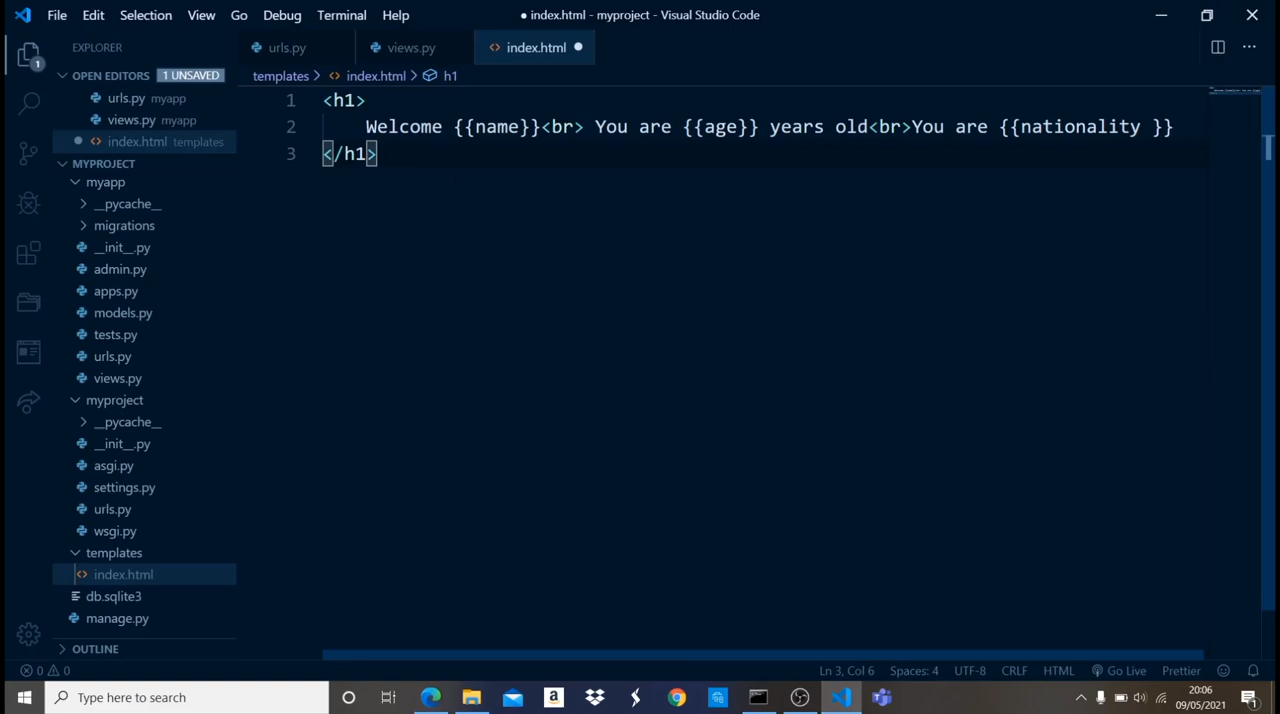 File Edit Selection View Go Debug Terminal Help ● index.html - myproject - Visual Studio Code
EXPLORER
urls.py views.py index.html
OPEN EDITORS 1 UNSAVED
templates > index.html > h1
urls.py myapp
views.py myapp
index.html templates
1 <h1>
2 Welcome {{name}}<br> You are {{age}} years old<br>You are {{nationality }}
3 </h1>
MYPROJECT
myapp
__pycache__
migrations
__init__.py
admin.py
apps.py
models.py
tests.py
urls.py
views.py
myproject
__pycache__
__init__.py
asgi.py
settings.py
urls.py
wsgi.py
templates
index.html
db.sqlite3
manage.py
OUTLINE
0 0 Ln 3, Col 6 Spaces: 4 UTF-8 CRLF HTML Go Live Prettier
Type here to search
20:06
09/05/2021